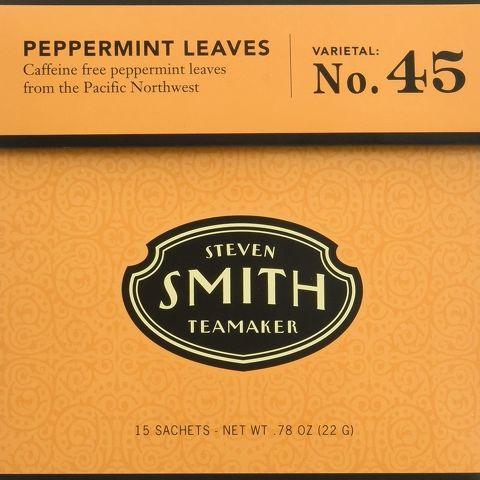 PEPPERMINT LEAVES
Caffeine free peppermint leaves
from the Pacific Northwest
VARIETAL:
No. 45
STEVEN
SMITH
TEAMAKER
15 SACHETS - NET WT .78 OZ (22 G)